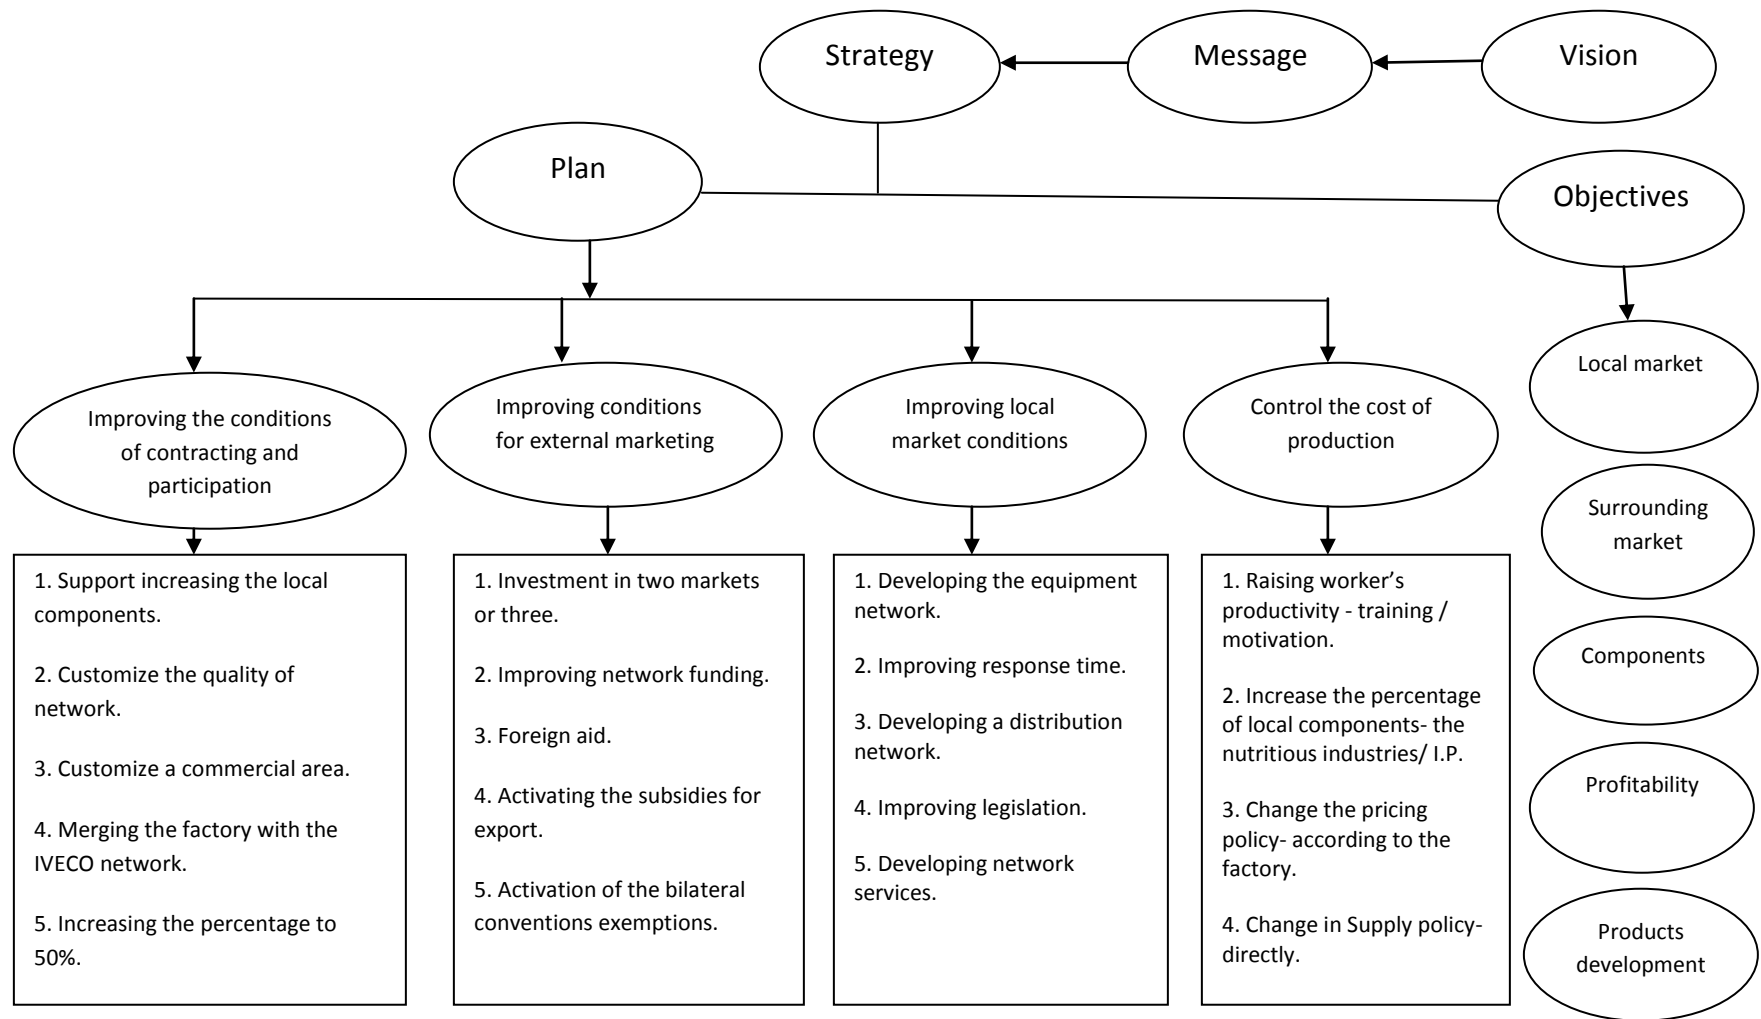 Strategy
Message
Vision
Plan
Objectives
Local market
Improving the conditions
of contracting and
participation
Improving conditions
for external marketing
Improving local
market conditions
Control the cost of
production
Surrounding
market
Components
Profitability
Products
development
1. Support increasing the local
components.
2. Customize the quality of
network.
3. Customize a commercial area.
4. Merging the factory with the
IVECO network.
5. Increasing the percentage to
50%.
1. Investment in two markets
or three.
2. Improving network funding.
3. Foreign aid.
4. Activating the subsidies for
export.
5. Activation of the bilateral
conventions exemptions.
1. Developing the equipment
network.
2. Improving response time.
3. Developing a distribution
network.
4. Improving legislation.
5. Developing network
services.
1. Raising worker’s
productivity - training /
motivation.
2. Increase the percentage
of local components- the
nutritious industries/ I.P.
3. Change the pricing
policy- according to the
factory.
4. Change in Supply policy-
directly.